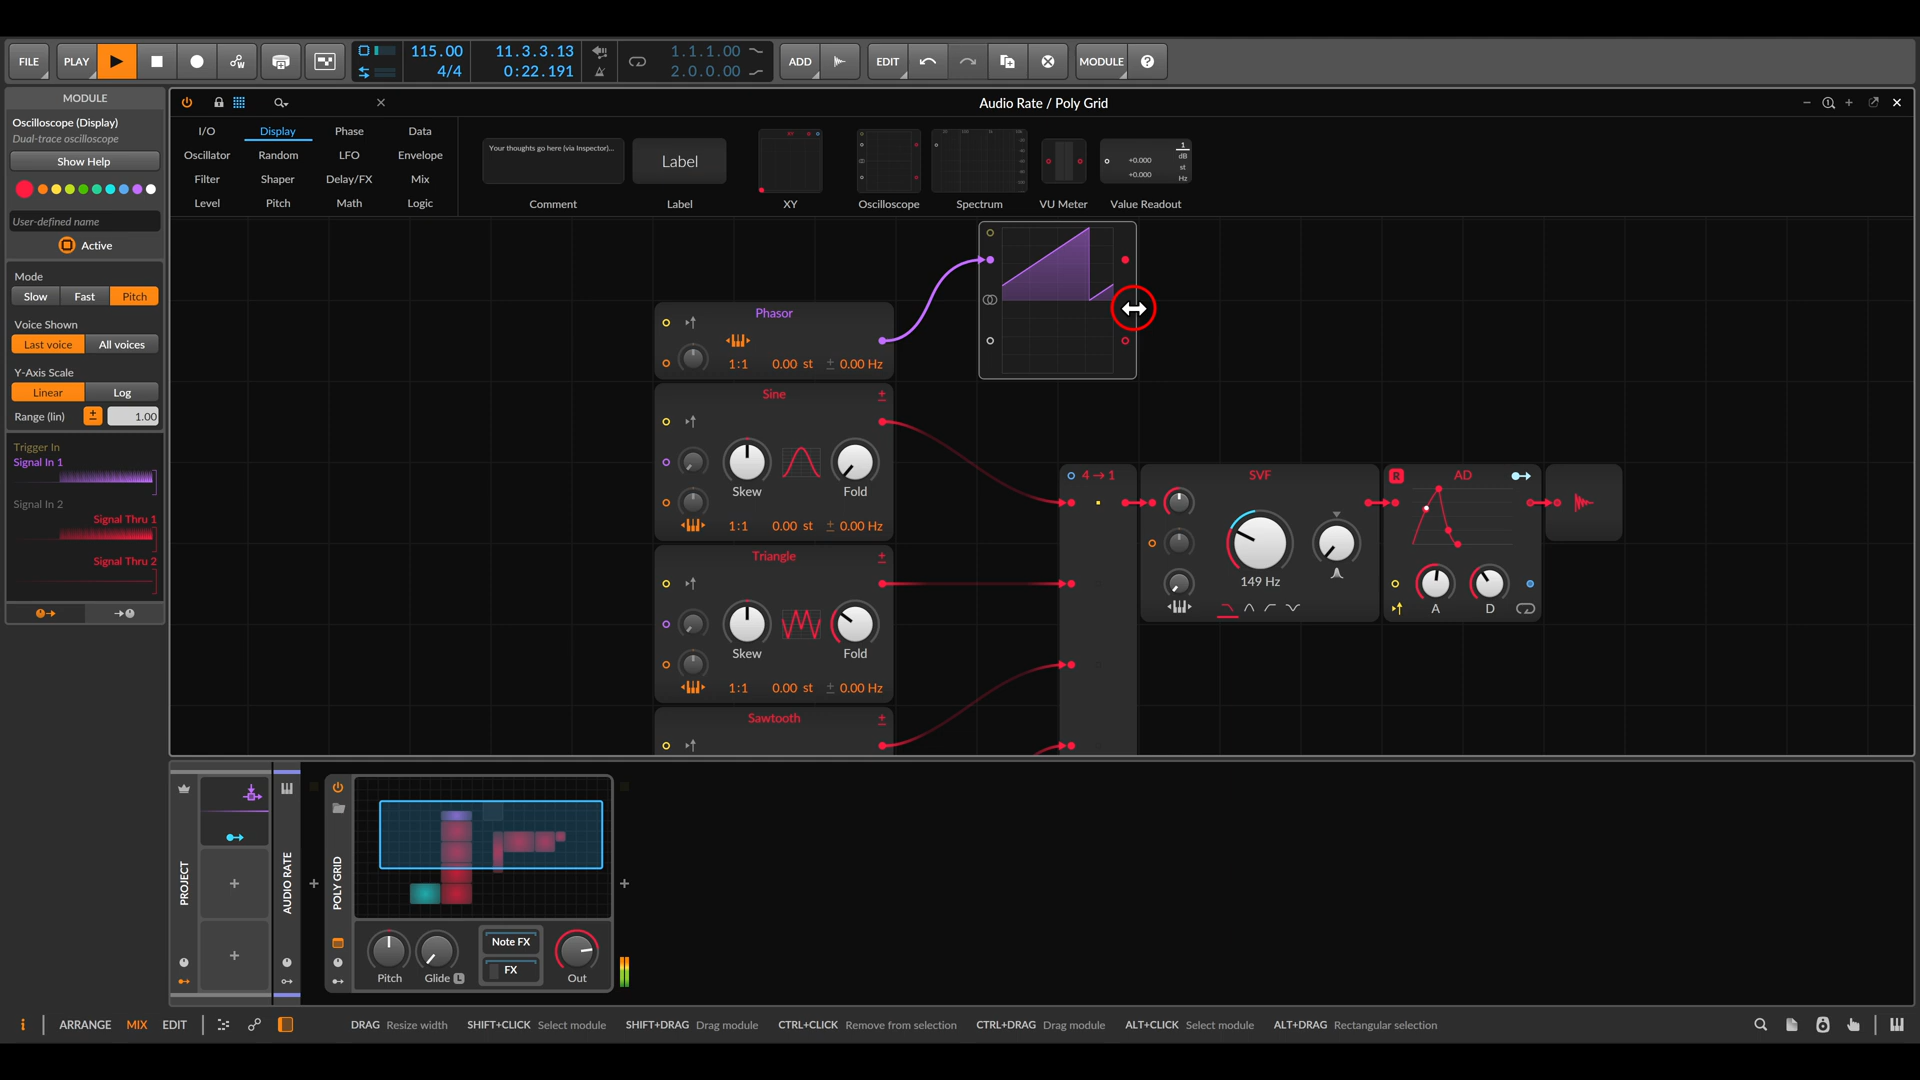 FILE
PLAY
115.00
4/4
11.3.3.13
0:22.191
1.1.1.00
2.0.0.00
ADD
EDIT
MODULE
MODULE
Oscilloscope (Display)
Dual-trace oscilloscope
Show Help
User-defined name
Active
Mode
Slow Fast Pitch
Voice Shown
Last voice All voices
Y-Axis Scale
Linear Log
Range (lin) ± 1.00
Trigger In
Signal In 1
Signal In 2
Signal Thru 1
Signal Thru 2
Audio Rate / Poly Grid
I/O Display Phase Data
Oscillator Random LFO Envelope
Filter Shaper Delay/FX Mix
Level Pitch Math Logic
Your thoughts go here (via Inspector)...
Comment
Label
Label
XY
Oscilloscope
Spectrum
VU Meter
1
+0.000 dB
st
+0.000 Hz
Value Readout
Phasor
1:1 0.00 st ± 0.00 Hz
Sine ±
Skew Fold
1:1 0.00 st ± 0.00 Hz
Triangle ±
Skew Fold
1:1 0.00 st ± 0.00 Hz
Sawtooth ±
4 → 1
SVF
149 Hz
R AD
A D
PROJECT
AUDIO RATE
POLY GRID
Pitch
Glide L
Note FX
FX
Out
i
ARRANGE MIX EDIT
DRAG Resize width SHIFT+CLICK Select module SHIFT+DRAG Drag module CTRL+CLICK Remove from selection CTRL+DRAG Drag module ALT+CLICK Select module ALT+DRAG Rectangular selection